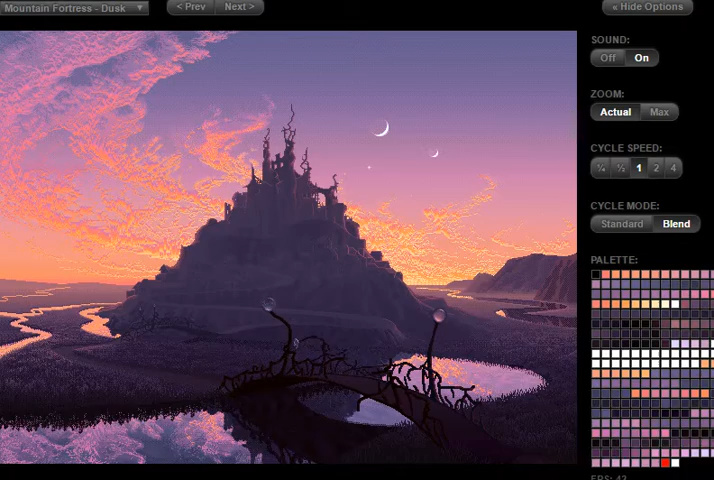 Mountain Fortress - Dusk
< Prev
Next >
« Hide Options
SOUND:
Off
On
ZOOM:
Actual
Max
CYCLE SPEED:
¼
½
1
2
4
CYCLE MODE:
Standard
Blend
PALETTE: